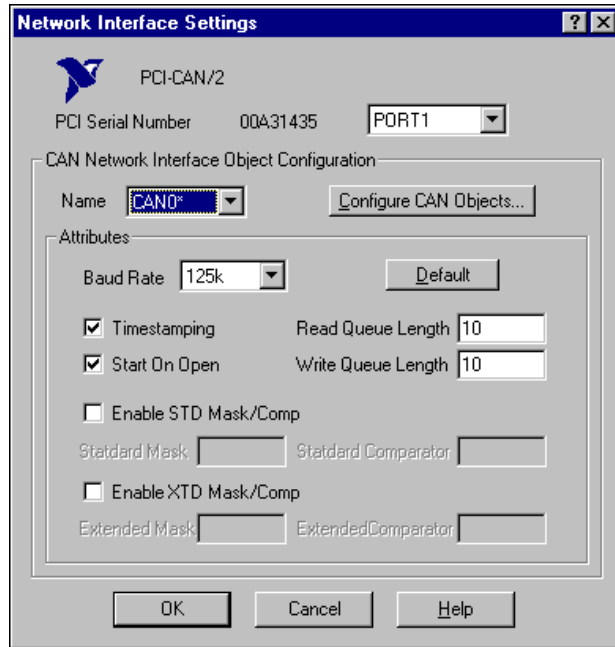 Network Interface Settings ? ×
PCI-CAN/2
PCI Serial Number 00A31435 PORT1
CAN Network Interface Object Configuration
Name CAN0* Configure CAN Objects...
Attributes
Baud Rate 125k Default
Timestamping Read Queue Length 10
Start On Open Write Queue Length 10
Enable STD Mask/Comp
Statdard Mask Statdard Comparator
Enable XTD Mask/Comp
Extended Mask ExtendedComparator
OK Cancel Help